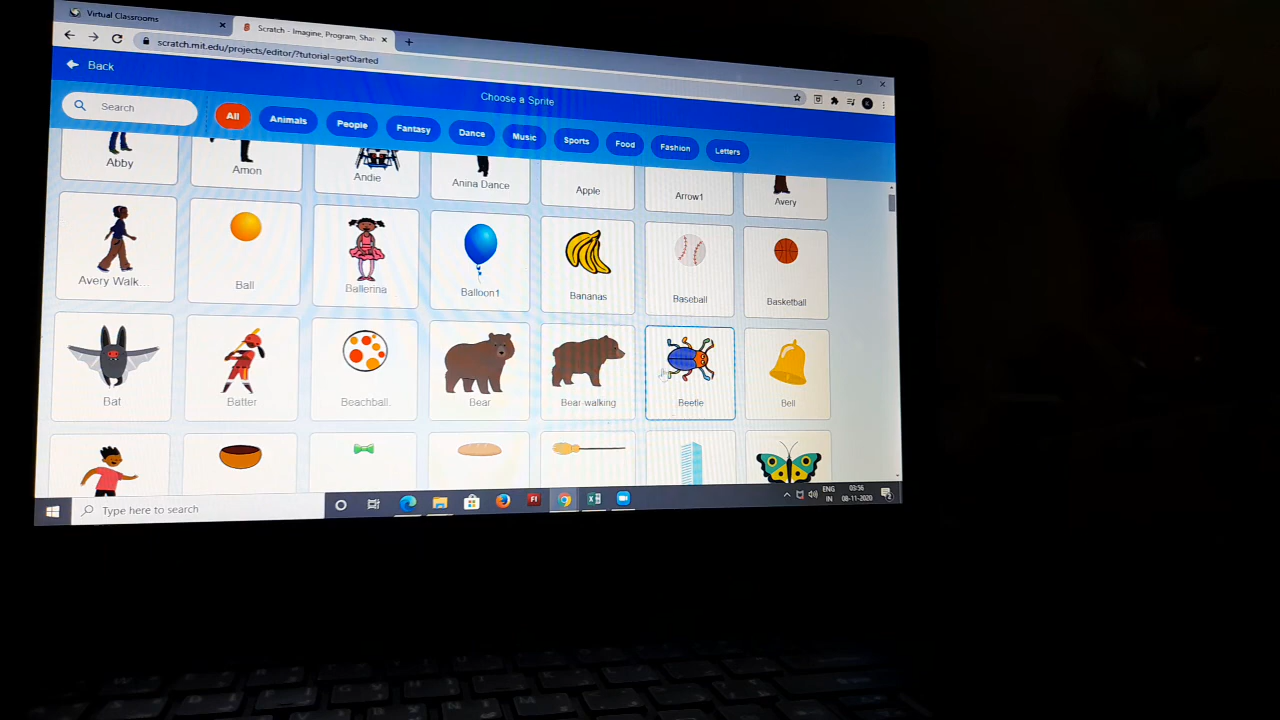 Virtual Classrooms
Scratch - Imagine, Program, Shar
scratch.mit.edu/projects/editor/?tutorial=getStarted
Back
Choose a Sprite
Search
All
Animals
People
Fantasy
Dance
Music
Sports
Food
Fashion
Letters
Abby
Amon
Andie
Anina Dance
Apple
Arrow1
Avery
Avery Walk...
Ball
Ballerina
Balloon1
Bananas
Baseball
Basketball
Bat
Batter
Beachball
Bear
Bear-walking
Beetle
Bell
Type here to search
ENG
IN
03:56
08-11-2020